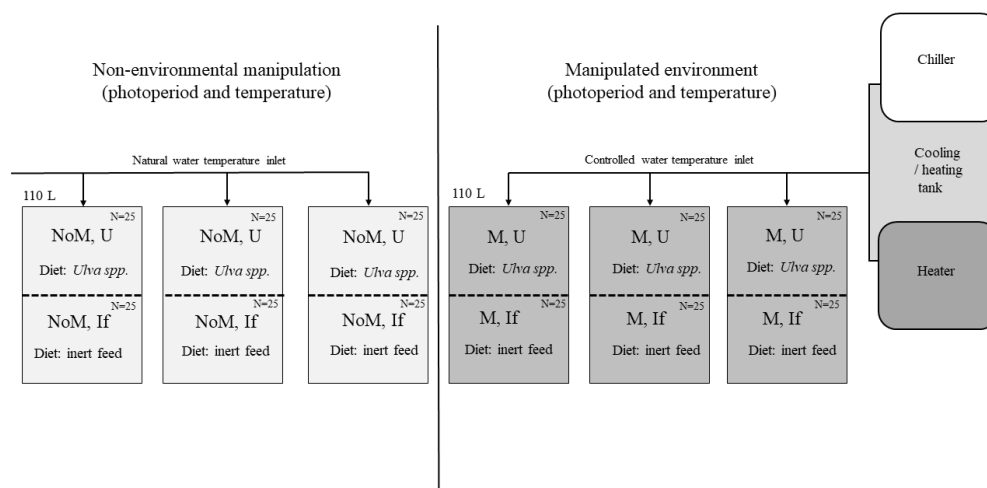 Non-environmental manipulation
(photoperiod and temperature)
Natural water temperature inlet
110 L
N=25
NoM, U
Diet: Ulva spp.
N=25
NoM, If
Diet: inert feed
N=25
NoM, U
Diet: Ulva spp.
N=25
NoM, If
Diet: inert feed
N=25
NoM, U
Diet: Ulva spp.
N=25
NoM, If
Diet: inert feed
Manipulated environment
(photoperiod and temperature)
Controlled water temperature inlet
110 L
N=25
M, U
Diet: Ulva spp.
N=25
M, If
Diet: inert feed
N=25
M, U
Diet: Ulva spp.
N=25
M, If
Diet: inert feed
N=25
M, U
Diet: Ulva spp.
N=25
M, If
Diet: inert feed
Chiller
Cooling
/ heating
tank
Heater